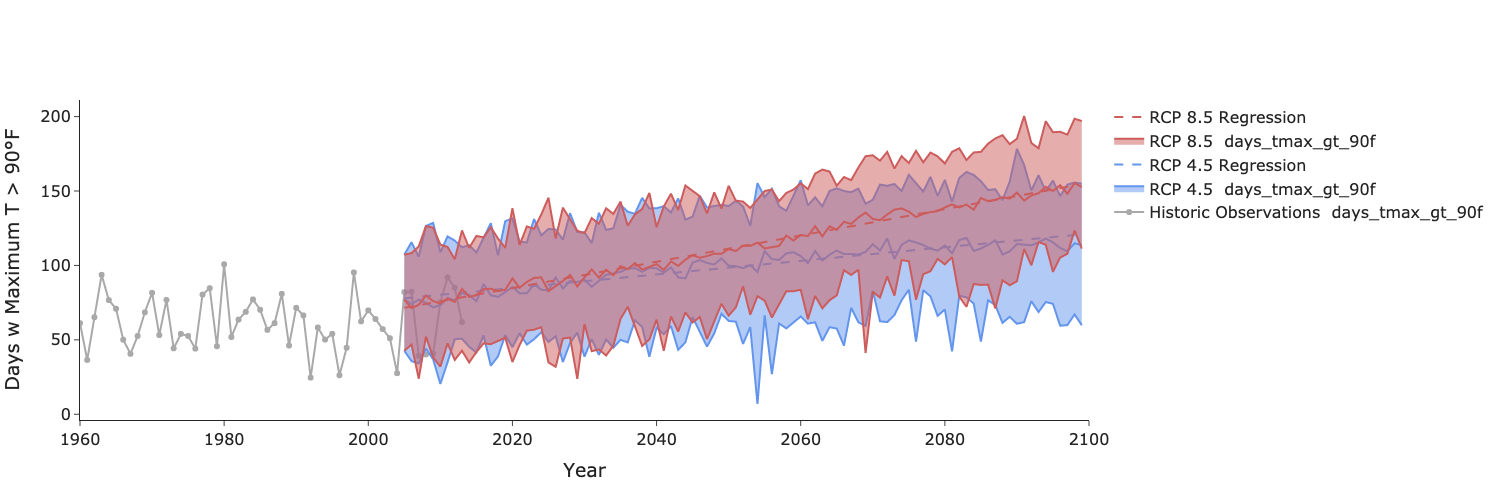 Days w Maximum T > 90°F
200
150
100
50
0
1960
1980
2000
2020
2040
2060
2080
2100
Year
RCP 8.5 Regression
RCP 8.5  days_tmax_gt_90f
RCP 4.5 Regression
RCP 4.5  days_tmax_gt_90f
Historic Observations  days_tmax_gt_90f